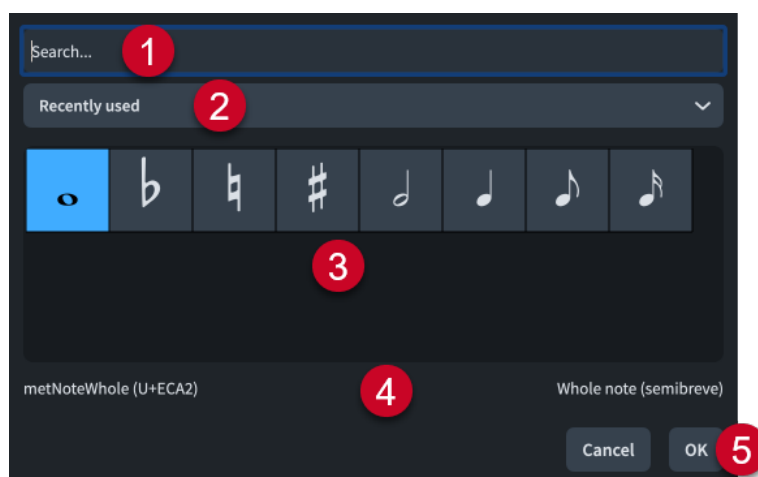 Search... 1
Recently used 2
3
metNoteWhole (U+ECA2) 4 Whole note (semibreve)
Cancel OK 5